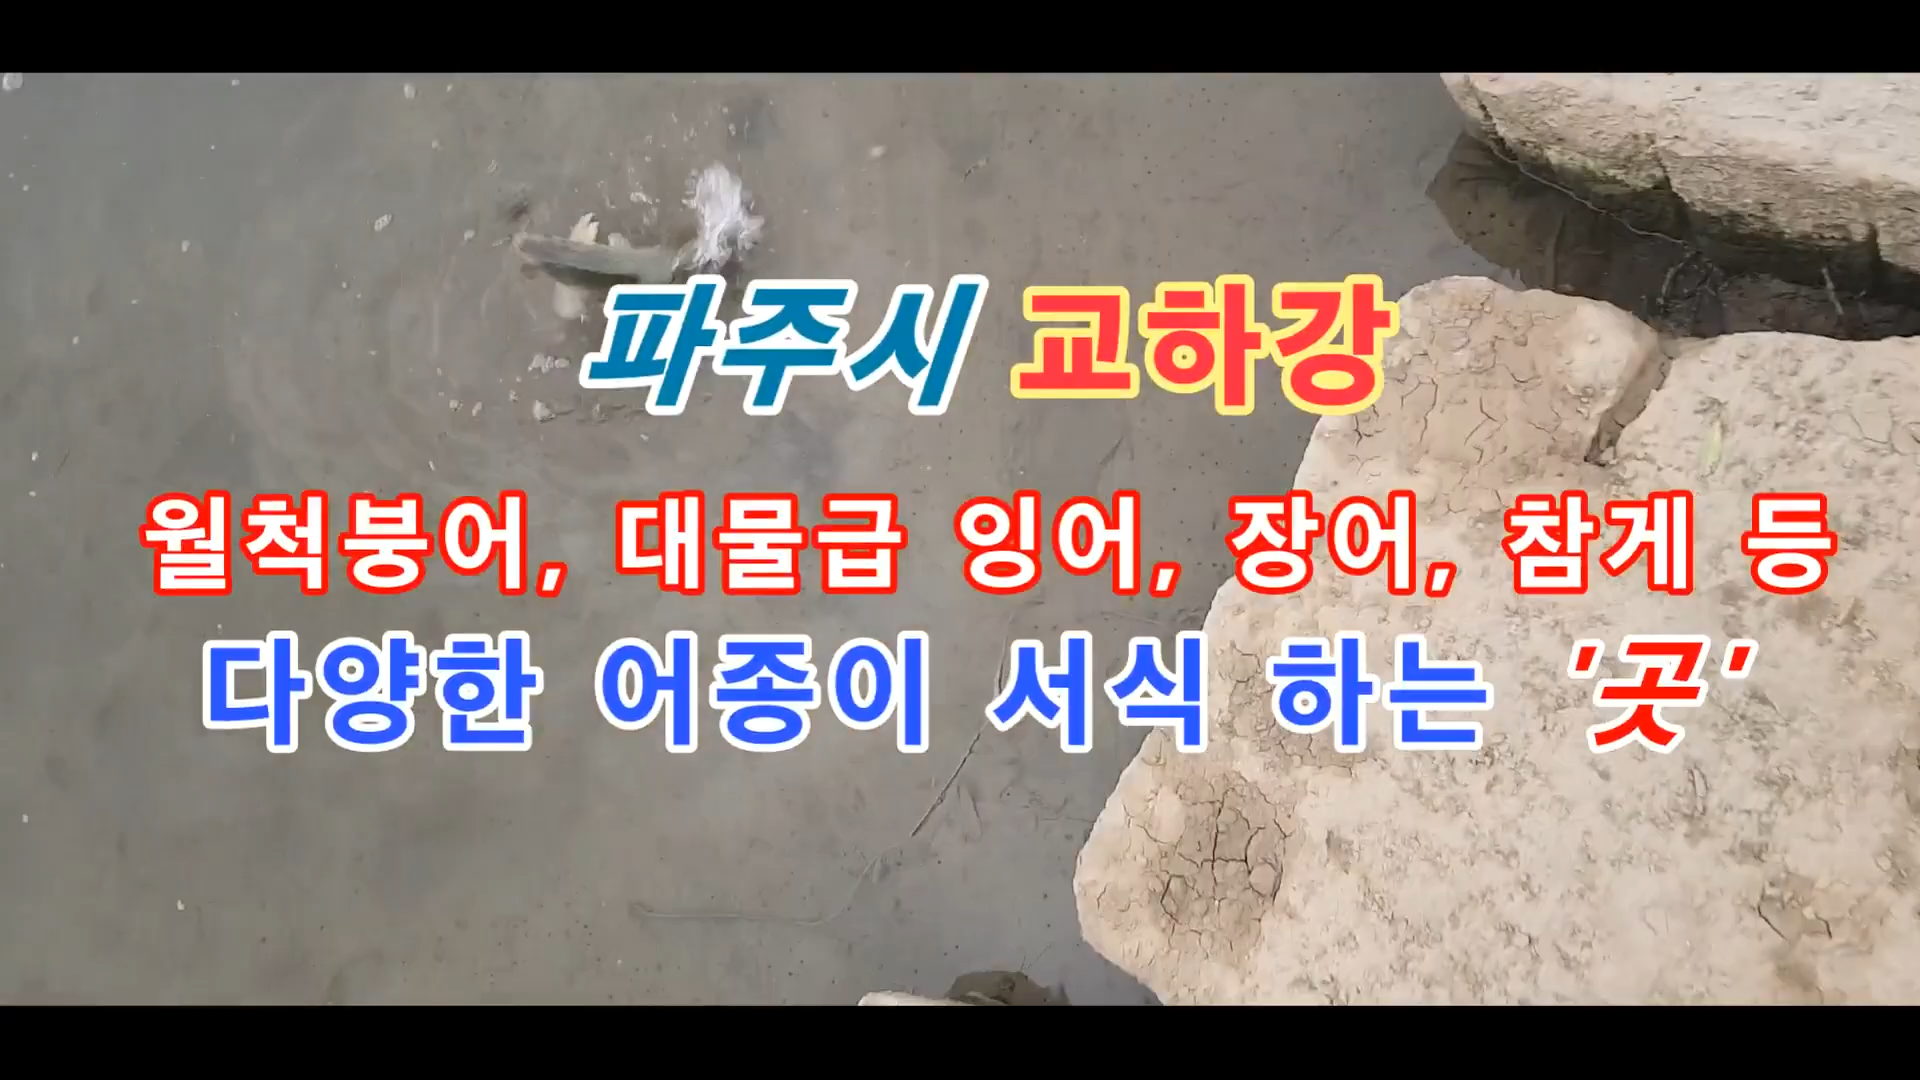 파주시 교하강
월척붕어, 대물급 잉어, 장어, 참게 등
다양한 어종이 서식 하는 '곳'